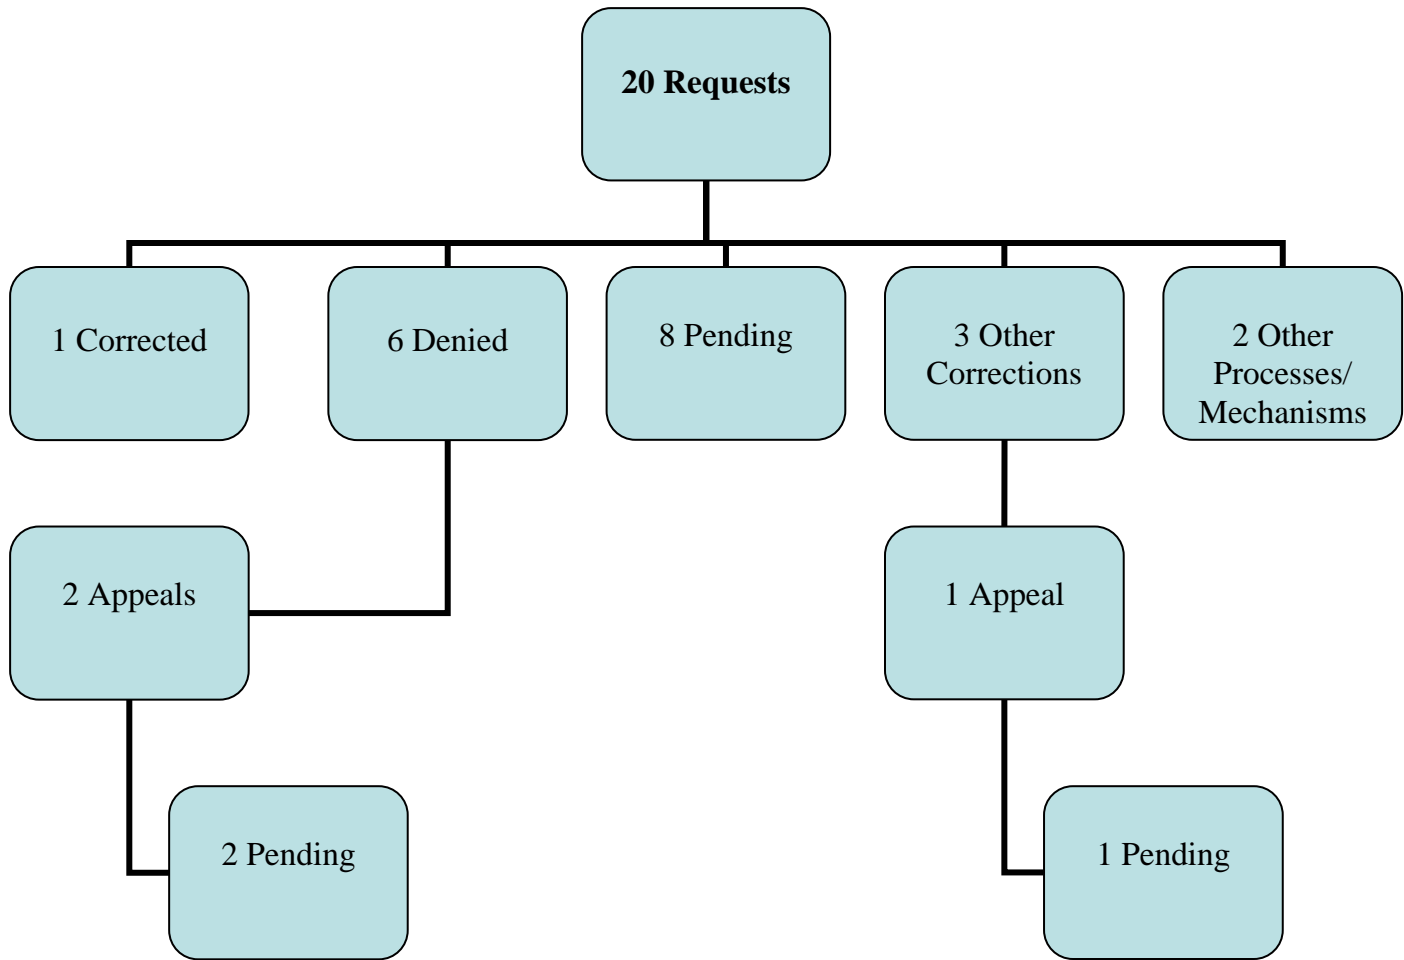 20 Requests
1 Corrected
6 Denied
8 Pending
3 Other
Corrections
2 Other
Processes/
Mechanisms
2 Appeals
1 Appeal
2 Pending
1 Pending